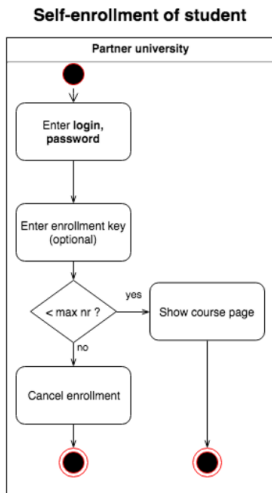 Self-enrollment of student
Partner university
Enter login,
password
Enter enrollment key
(optional)
< max nr ?
yes
Show course page
no
Cancel enrollment